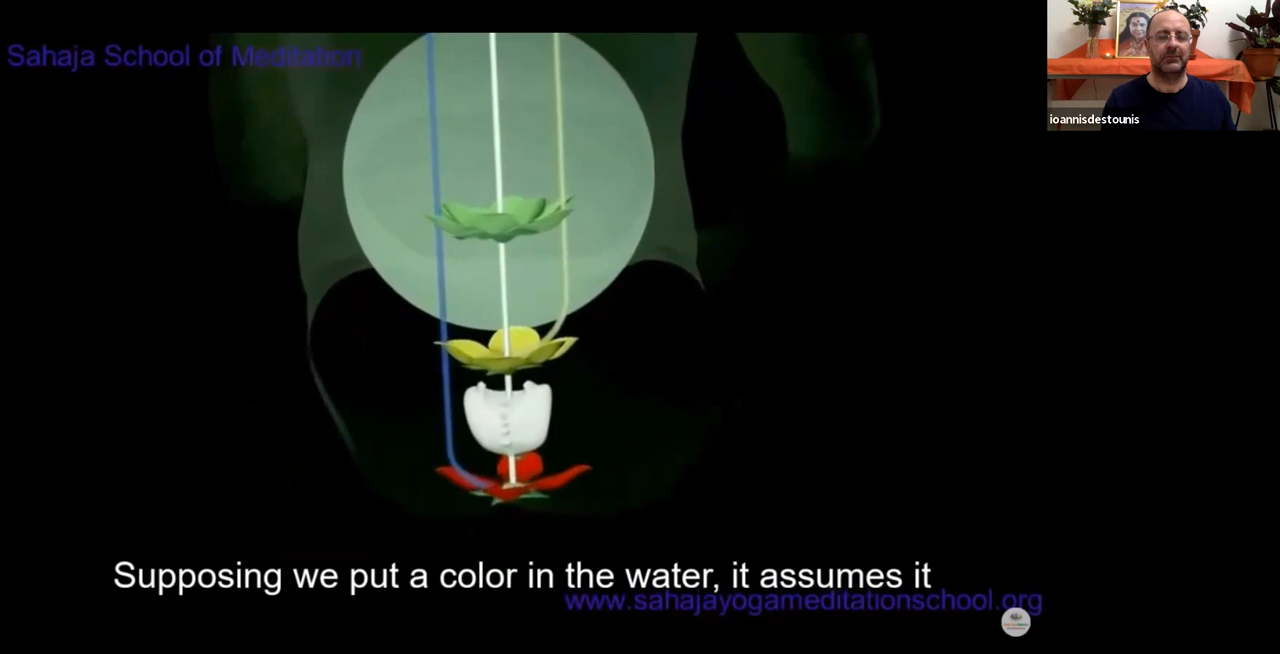 Sahaja School of Meditation
ioannisdestounis
Supposing we put a color in the water, it assumes it
www.sahajayogameditationschool.org